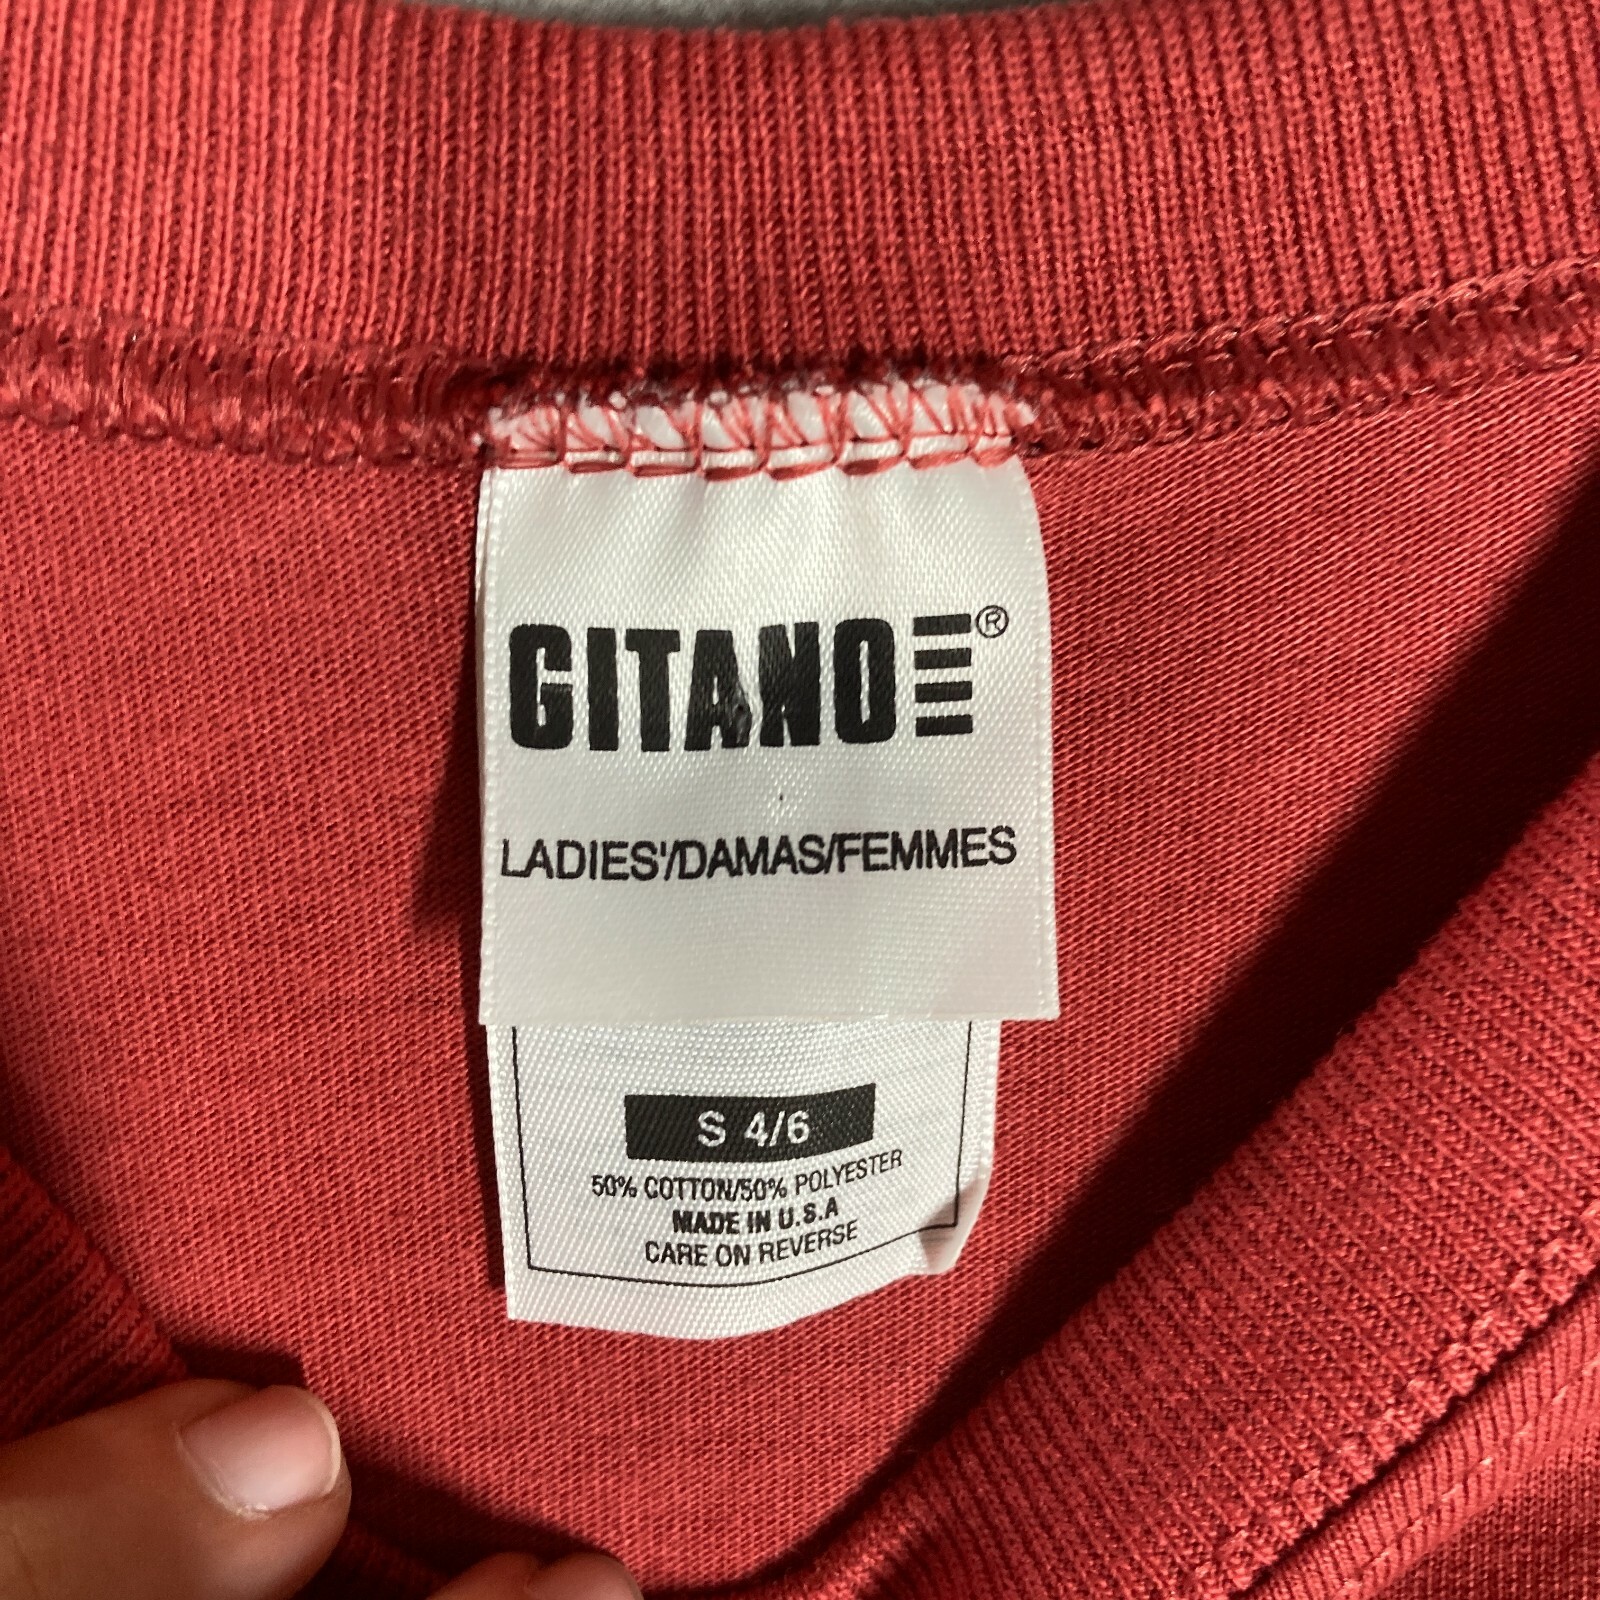 GITANO ®
LADIES'/DAMAS/FEMMES
S 4/6
50% COTTON/50% POLYESTER
MADE IN U.S.A
CARE ON REVERSE